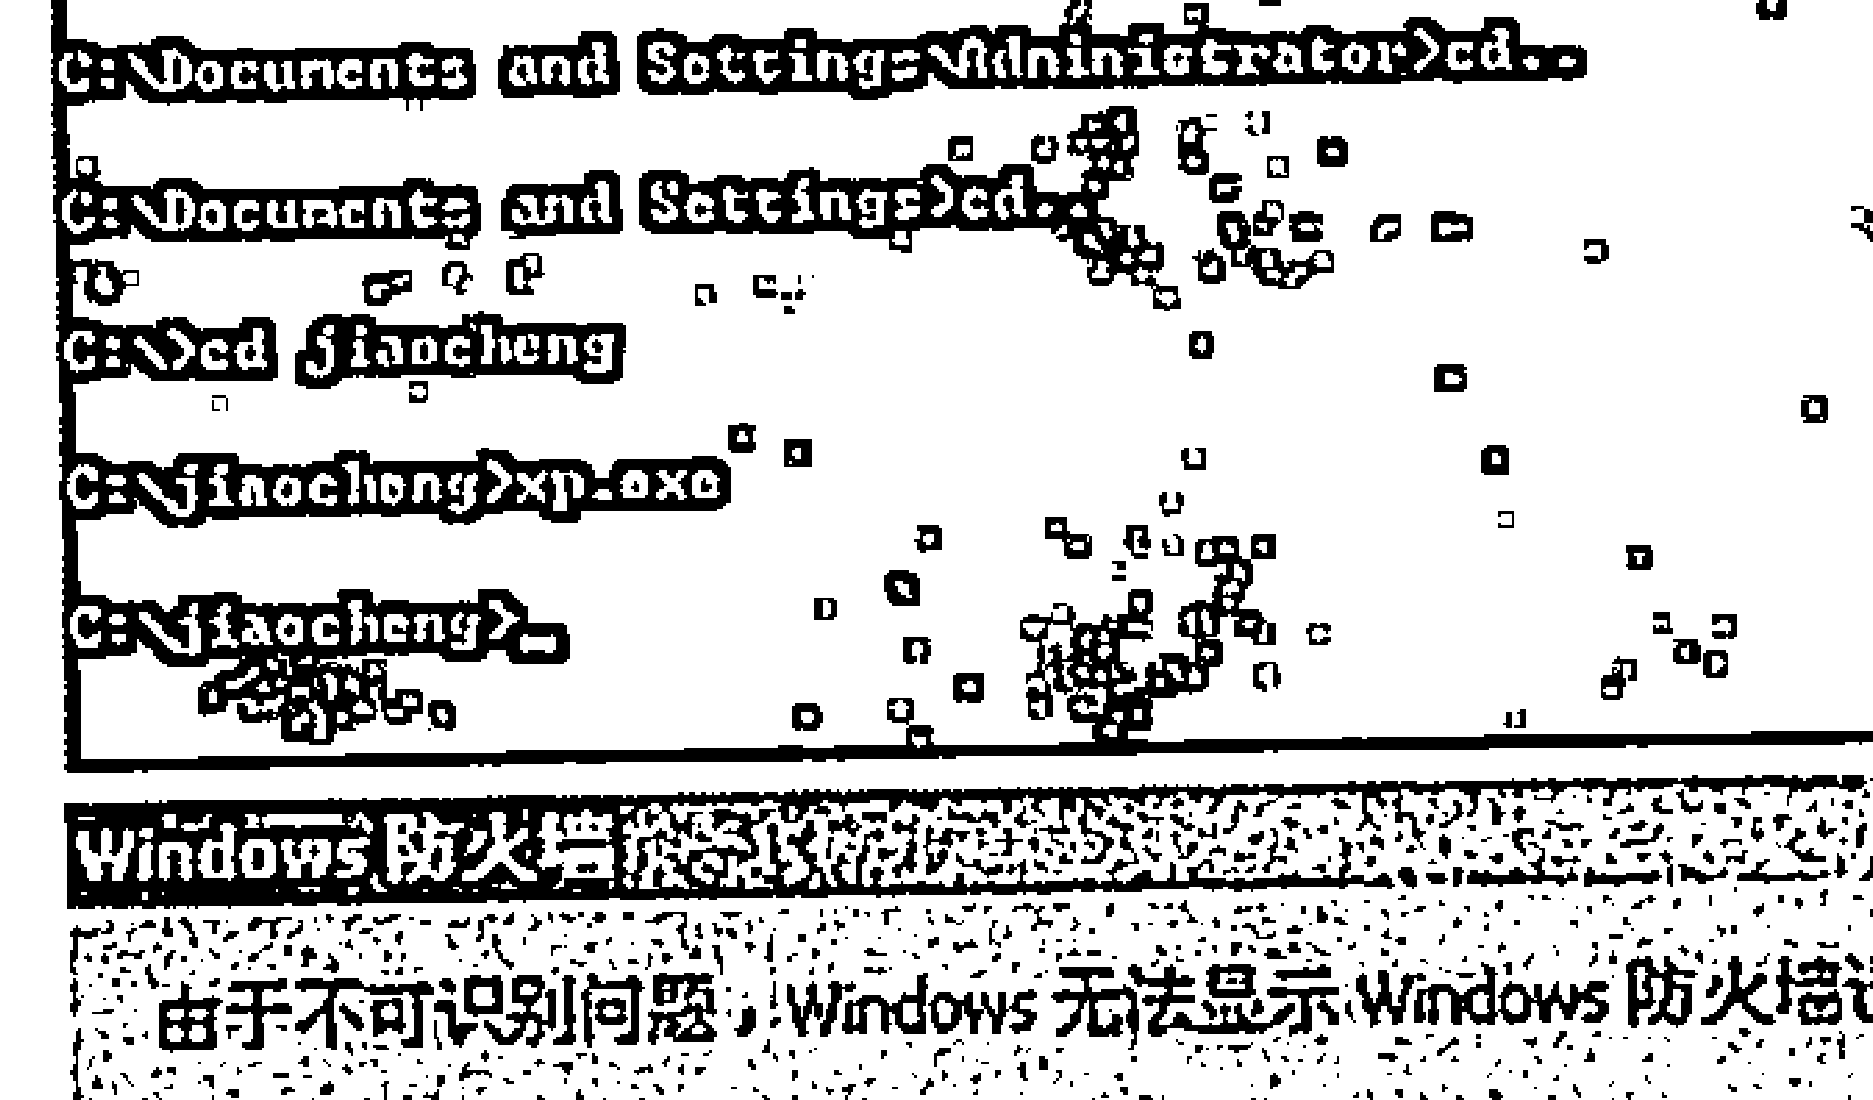 C:\Documents and Settings\Administrator>cd..
C:\Documents and Settings>cd..
C:\>cd jiaocheng
C:\jiaocheng>xp.exe
C:\jiaocheng>_
Windows 防火墙
由于不可识别问题，Windows 无法显示 Windows 防火墙